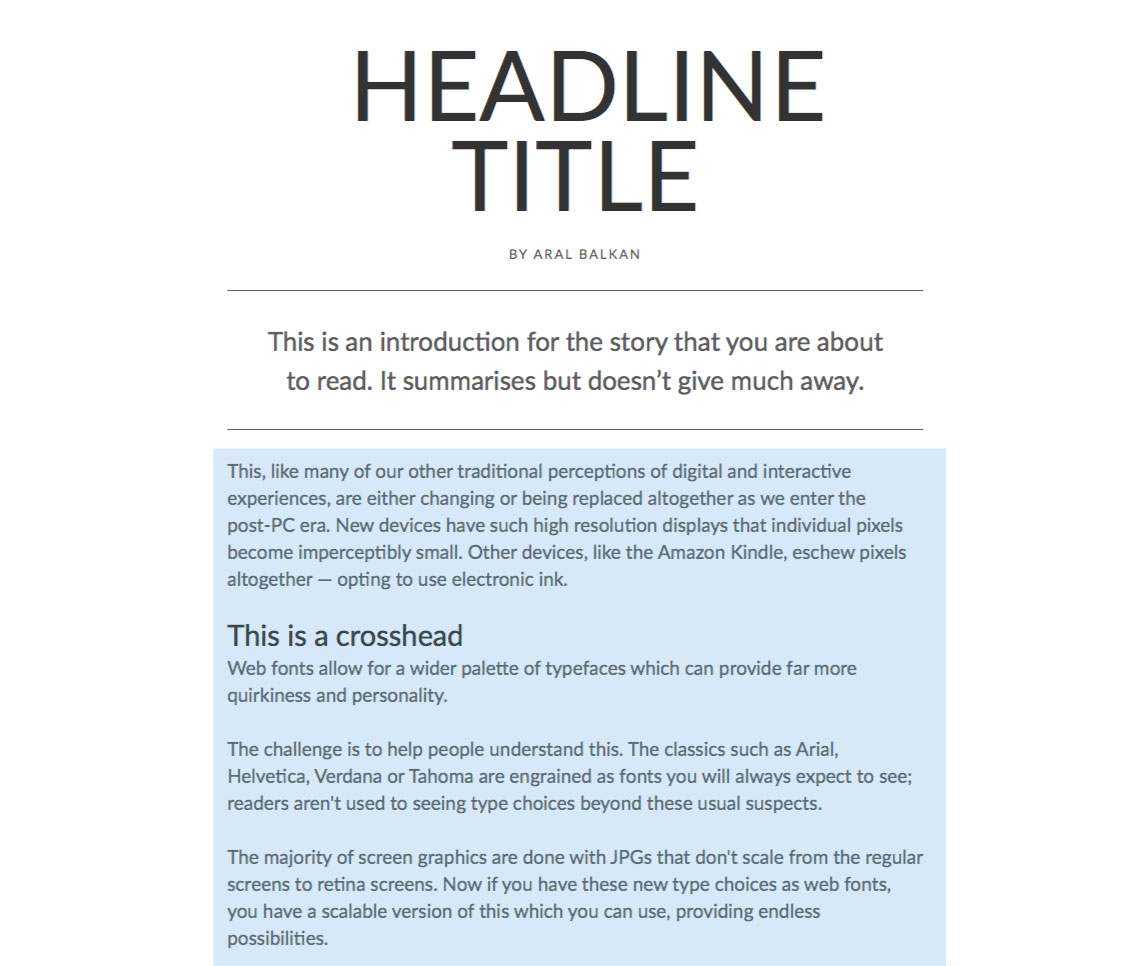 HEADLINE
TITLE
BY ARAL BALKAN
This is an introduction for the story that you are about
to read. It summarises but doesn’t give much away.
This, like many of our other traditional perceptions of digital and interactive
experiences, are either changing or being replaced altogether as we enter the
post-PC era. New devices have such high resolution displays that individual pixels
become imperceptibly small. Other devices, like the Amazon Kindle, eschew pixels
altogether — opting to use electronic ink.
This is a crosshead
Web fonts allow for a wider palette of typefaces which can provide far more
quirkiness and personality.
The challenge is to help people understand this. The classics such as Arial,
Helvetica, Verdana or Tahoma are engrained as fonts you will always expect to see;
readers aren't used to seeing type choices beyond these usual suspects.
The majority of screen graphics are done with JPGs that don't scale from the regular
screens to retina screens. Now if you have these new type choices as web fonts,
you have a scalable version of this which you can use, providing endless
possibilities.